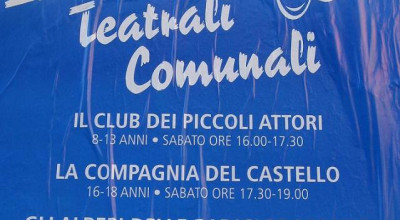 Teatrali
Comunali
IL CLUB DEI PICCOLI ATTORI
8-13 ANNI • SABATO ORE 16.00-17.30
LA COMPAGNIA DEL CASTELLO
16-18 ANNI • SABATO ORE 17.30-19.00